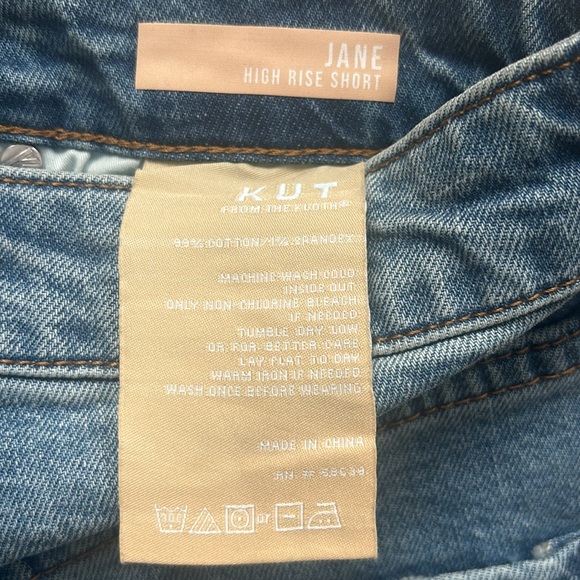 JANE
HIGH RISE SHORT
KUT
FROM THE KLOTH®
99% COTTON/1% SPANDEX
MACHINE WASH COLD
INSIDE OUT
ONLY NON-CHLORINE BLEACH
IF NEEDED
TUMBLE DRY LOW
OR FOR BETTER CARE
LAY FLAT TO DRY
WARM IRON IF NEEDED
WASH ONCE BEFORE WEARING
MADE IN CHINA
or